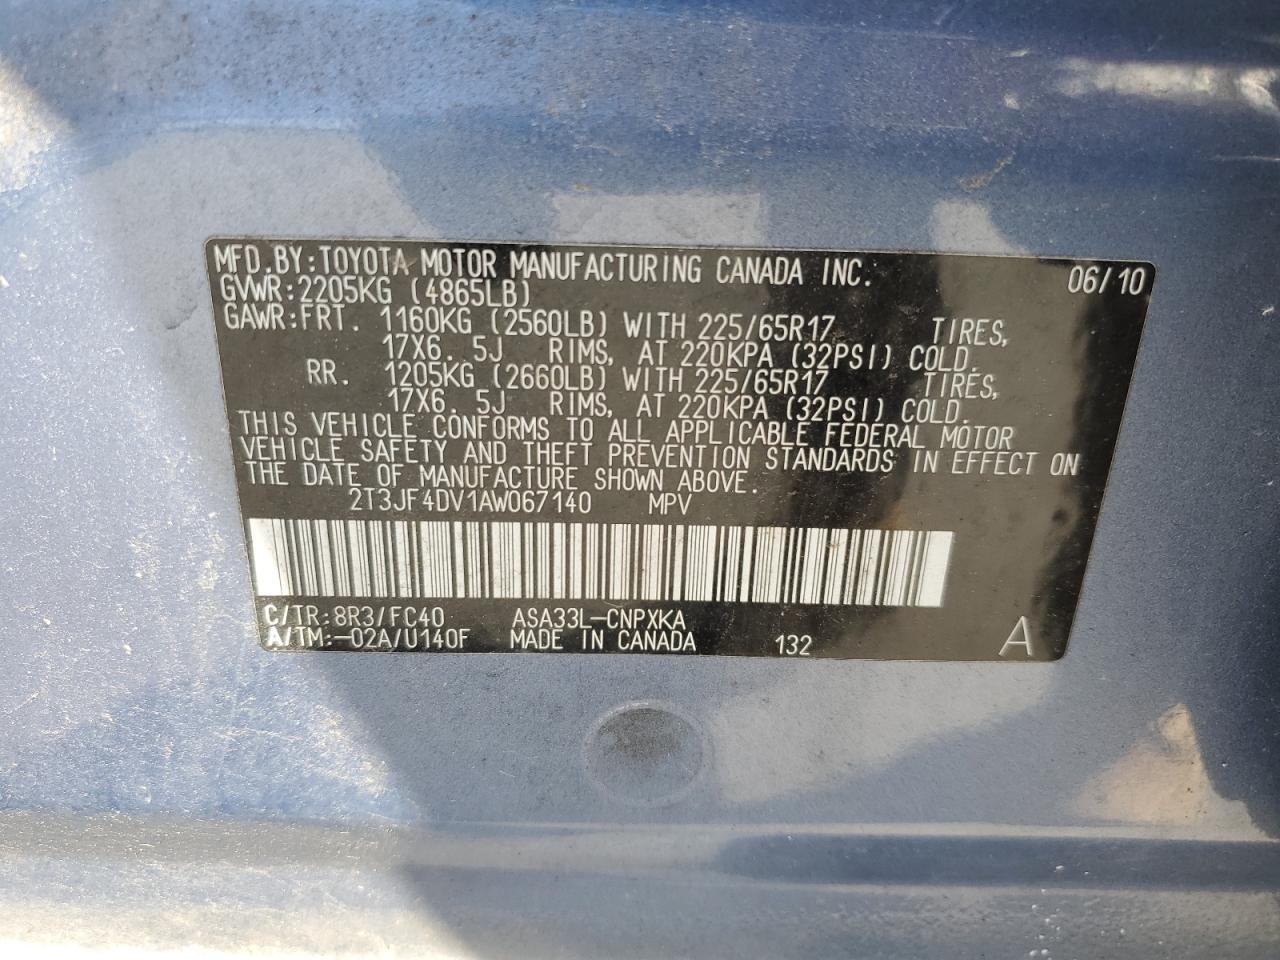 MFD.BY:TOYOTA MOTOR MANUFACTURING CANADA INC. 06/10
GVWR:2205KG (4865LB)
GAWR:FRT. 1160KG (2560LB) WITH 225/65R17 TIRES,
17X6. 5J RIMS, AT 220KPA (32PSI) COLD.
RR. 1205KG (2660LB) WITH 225/65R17 TIRES,
17X6. 5J RIMS, AT 220KPA (32PSI) COLD.
THIS VEHICLE CONFORMS TO ALL APPLICABLE FEDERAL MOTOR
VEHICLE SAFETY AND THEFT PREVENTION STANDARDS IN EFFECT ON
THE DATE OF MANUFACTURE SHOWN ABOVE.
2T3JF4DV1AW067140 MPV
C/TR:8R3/FC40 ASA33L-CNPXKA
A/TM:-02A/U140F MADE IN CANADA 132 A